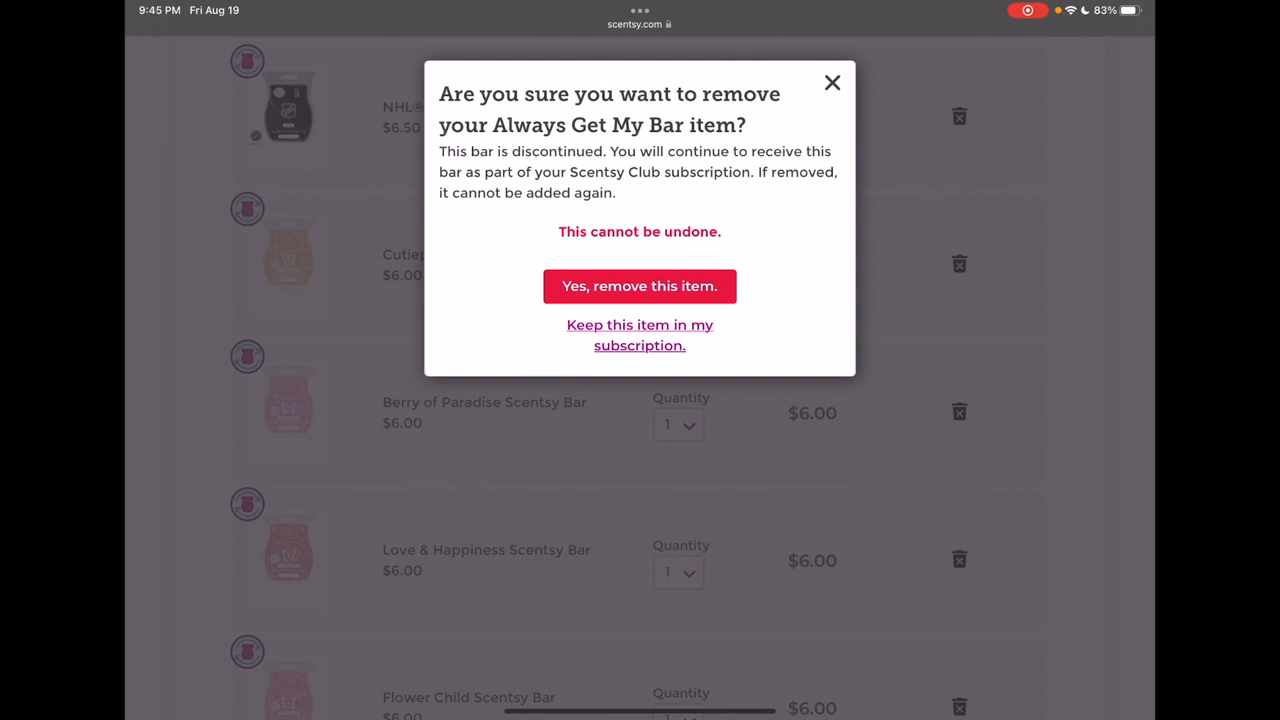 9:45 PM Fri Aug 19
scentsy.com
83%
Are you sure you want to remove
your Always Get My Bar item?
This bar is discontinued. You will continue to receive this
bar as part of your Scentsy Club subscription. If removed,
it cannot be added again.
This cannot be undone.
Yes, remove this item.
Keep this item in my
subscription.
NHL®
$6.50
Cutiep
$6.00
Berry of Paradise Scentsy Bar
$6.00
Quantity
1
$6.00
Love & Happiness Scentsy Bar
$6.00
Quantity
1
$6.00
Flower Child Scentsy Bar
$6.00
Quantity
1
$6.00